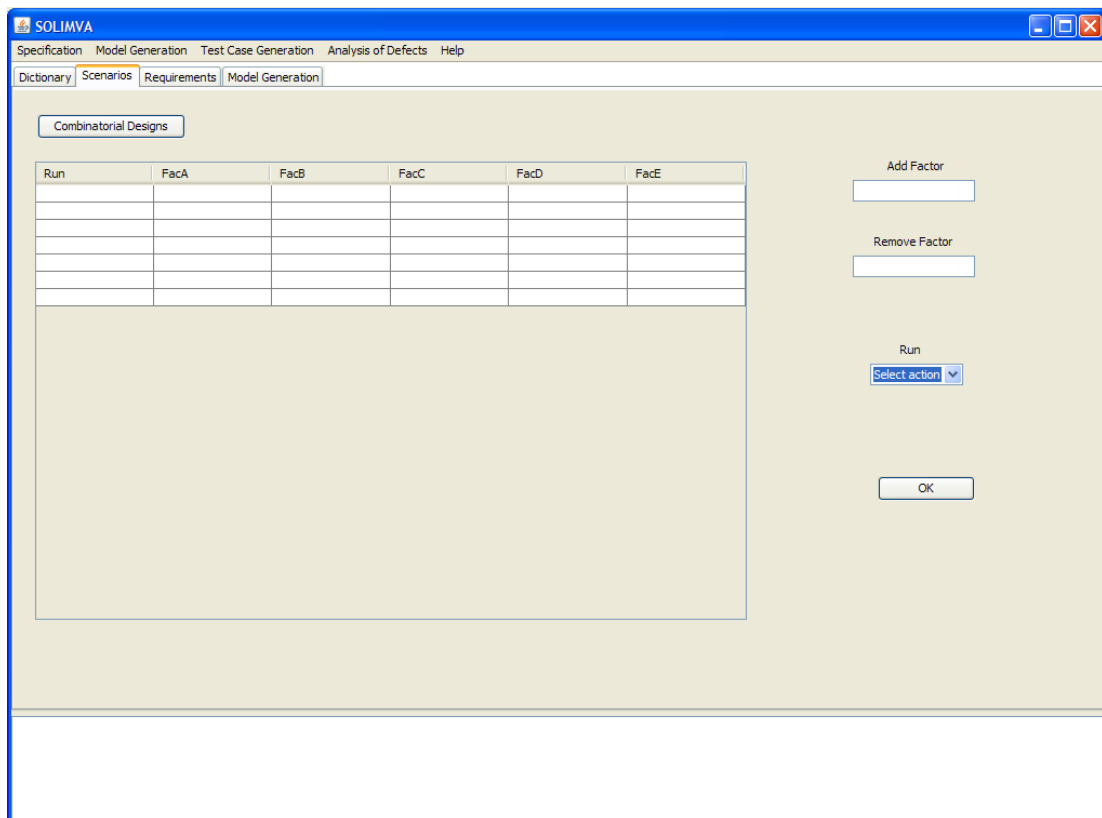 SOLIMVA
Specification Model Generation Test Case Generation Analysis of Defects Help
Dictionary Scenarios Requirements Model Generation
Combinatorial Designs
Run FacA FacB FacC FacD FacE
Add Factor
Remove Factor
Run
Select action
OK